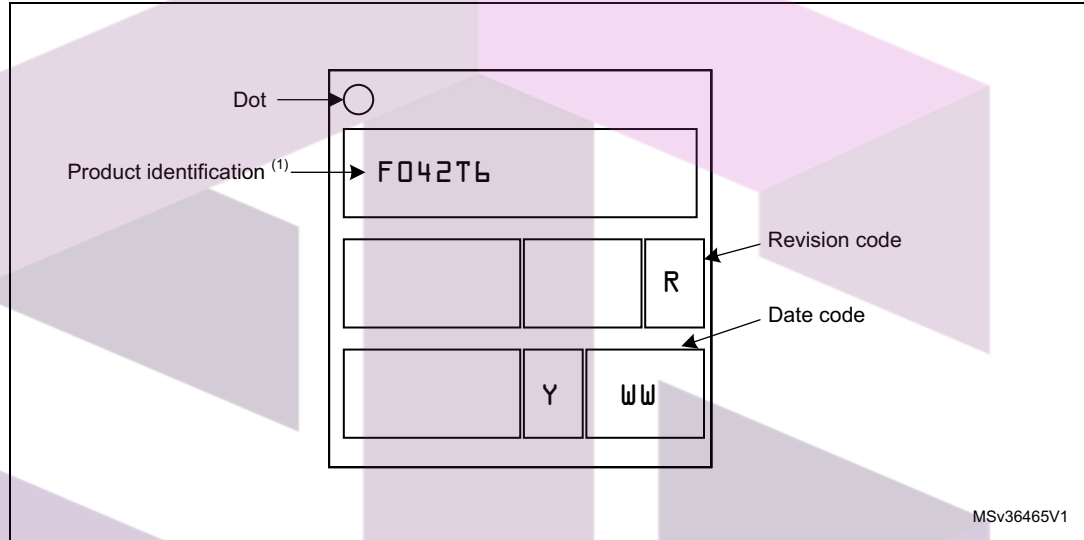 Dot
Product identification (1)
F042T6
Revision code
R
Date code
Y WW
MSv36465V1